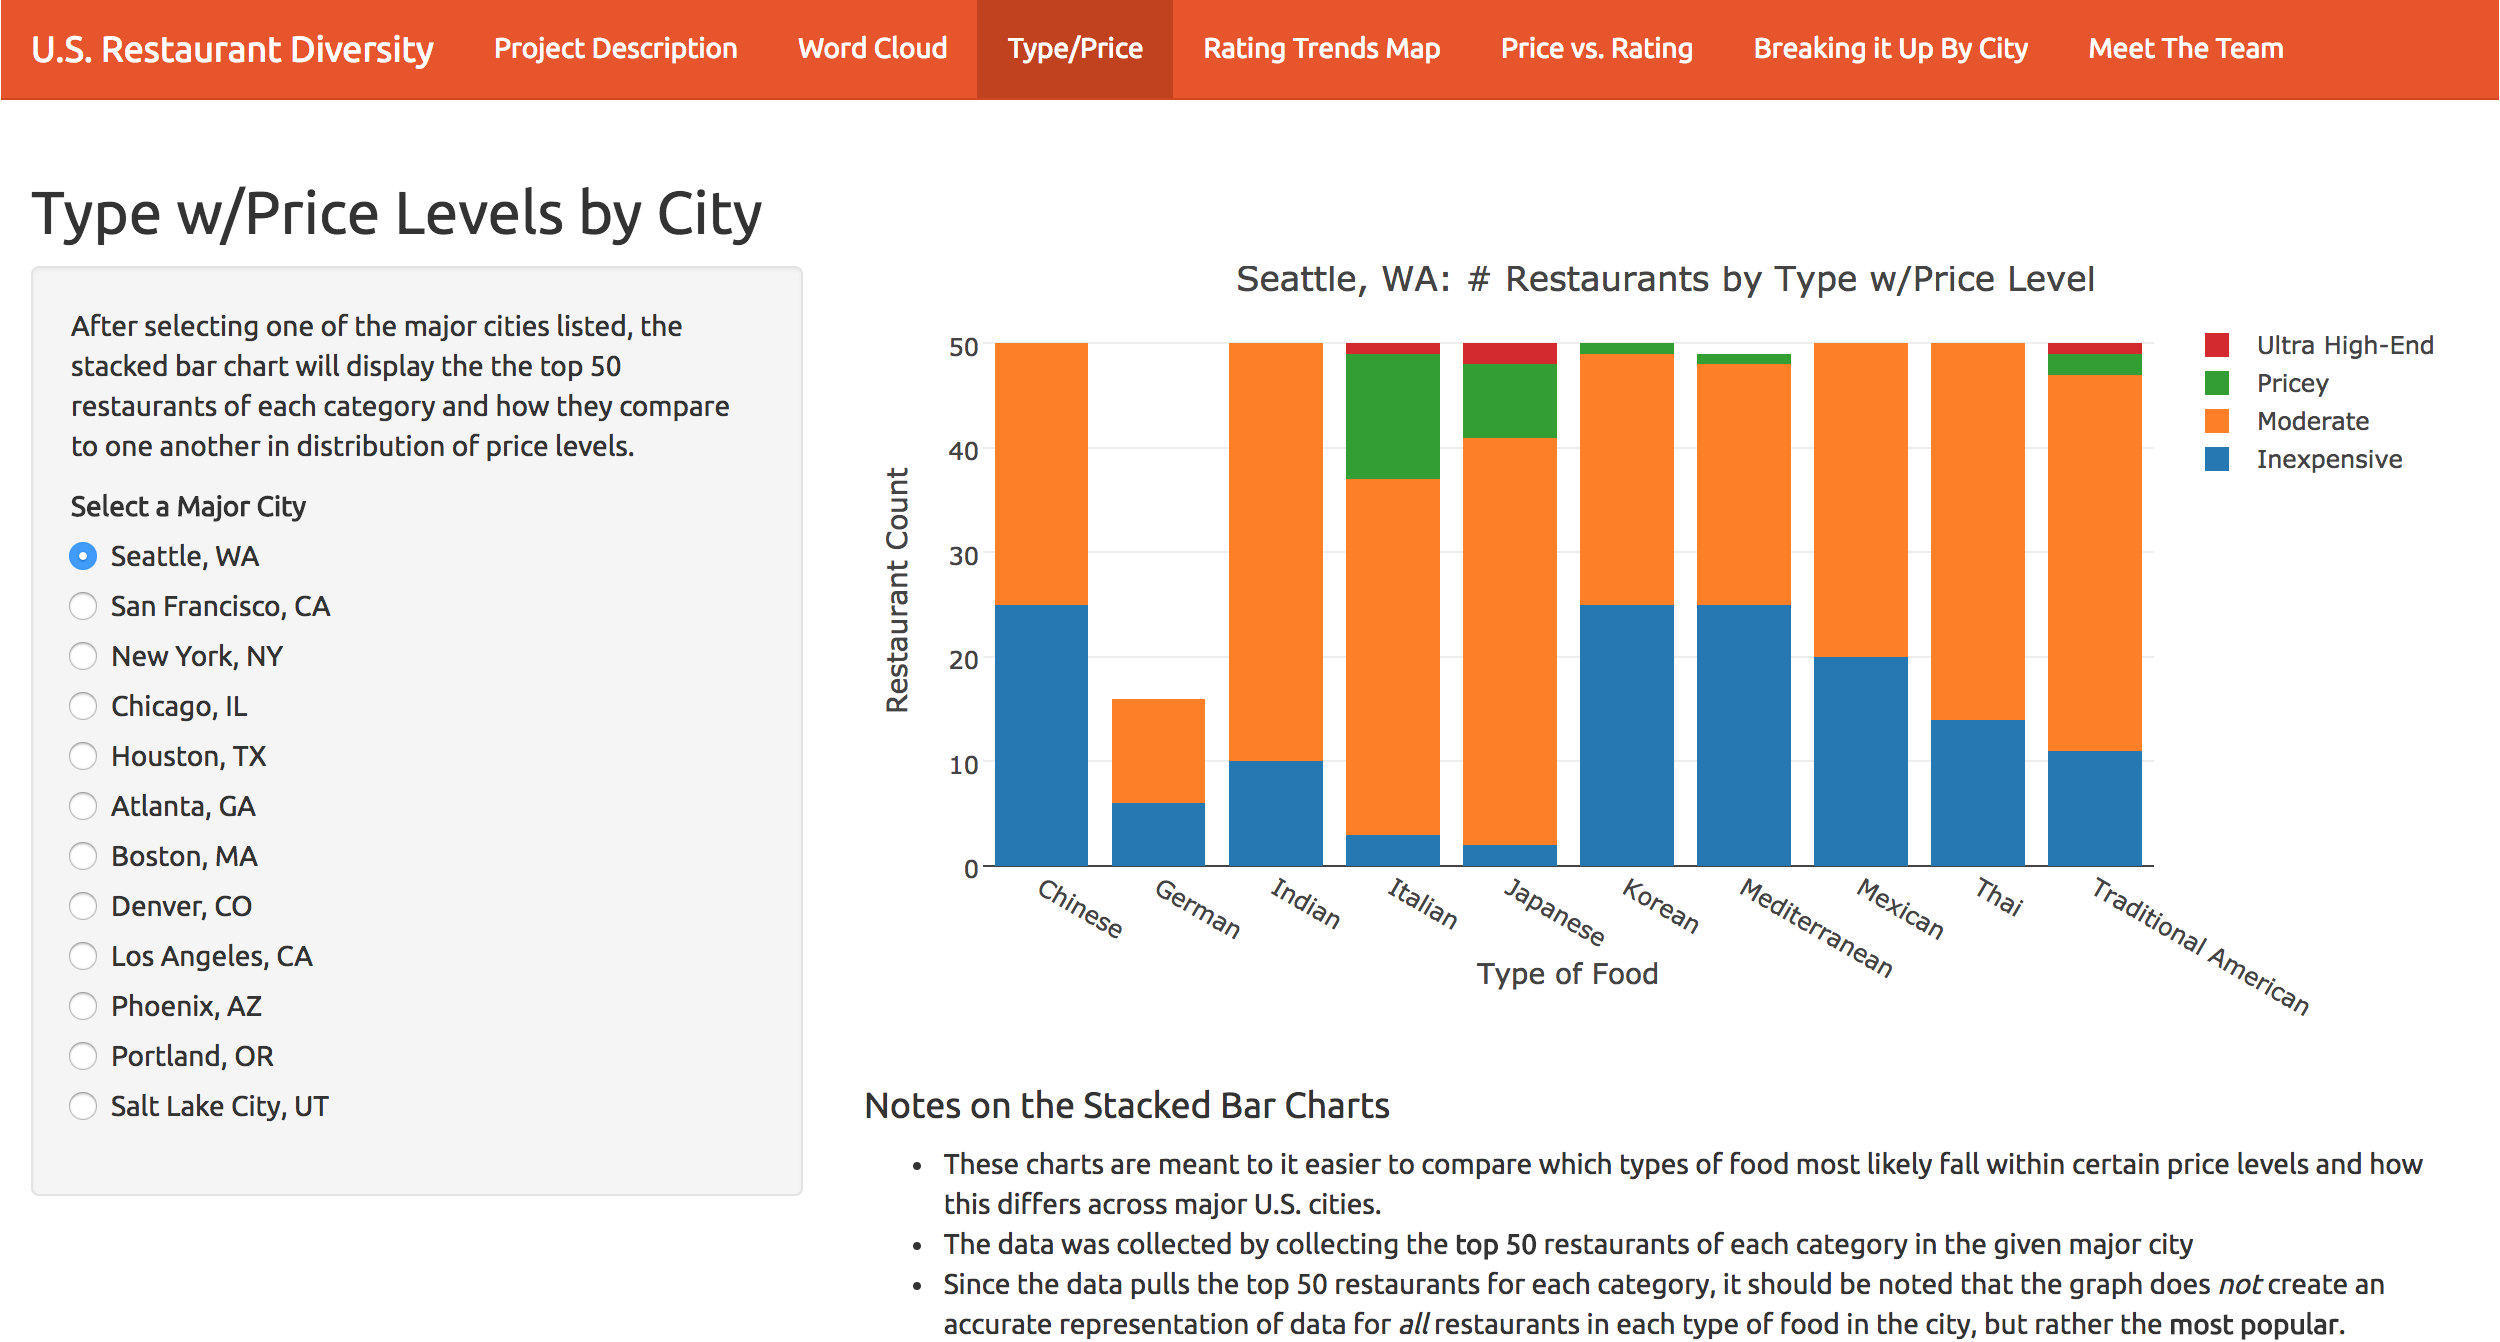 U.S. Restaurant Diversity Project Description Word Cloud Type/Price Rating Trends Map Price vs. Rating Breaking it Up By City Meet The Team
Type w/Price Levels by City
After selecting one of the major cities listed, the
stacked bar chart will display the the top 50
restaurants of each category and how they compare
to one another in distribution of price levels.
Select a Major City
Seattle, WA
San Francisco, CA
New York, NY
Chicago, IL
Houston, TX
Atlanta, GA
Boston, MA
Denver, CO
Los Angeles, CA
Phoenix, AZ
Portland, OR
Salt Lake City, UT
Seattle, WA: # Restaurants by Type w/Price Level
Restaurant Count
50
40
30
20
10
0
Chinese
German
Indian
Italian
Japanese
Korean
Mediterranean
Mexican
Thai
Traditional American
Type of Food
Ultra High-End
Pricey
Moderate
Inexpensive
Notes on the Stacked Bar Charts
• These charts are meant to it easier to compare which types of food most likely fall within certain price levels and how
this differs across major U.S. cities.
• The data was collected by collecting the top 50 restaurants of each category in the given major city
• Since the data pulls the top 50 restaurants for each category, it should be noted that the graph does not create an
accurate representation of data for all restaurants in each type of food in the city, but rather the most popular.